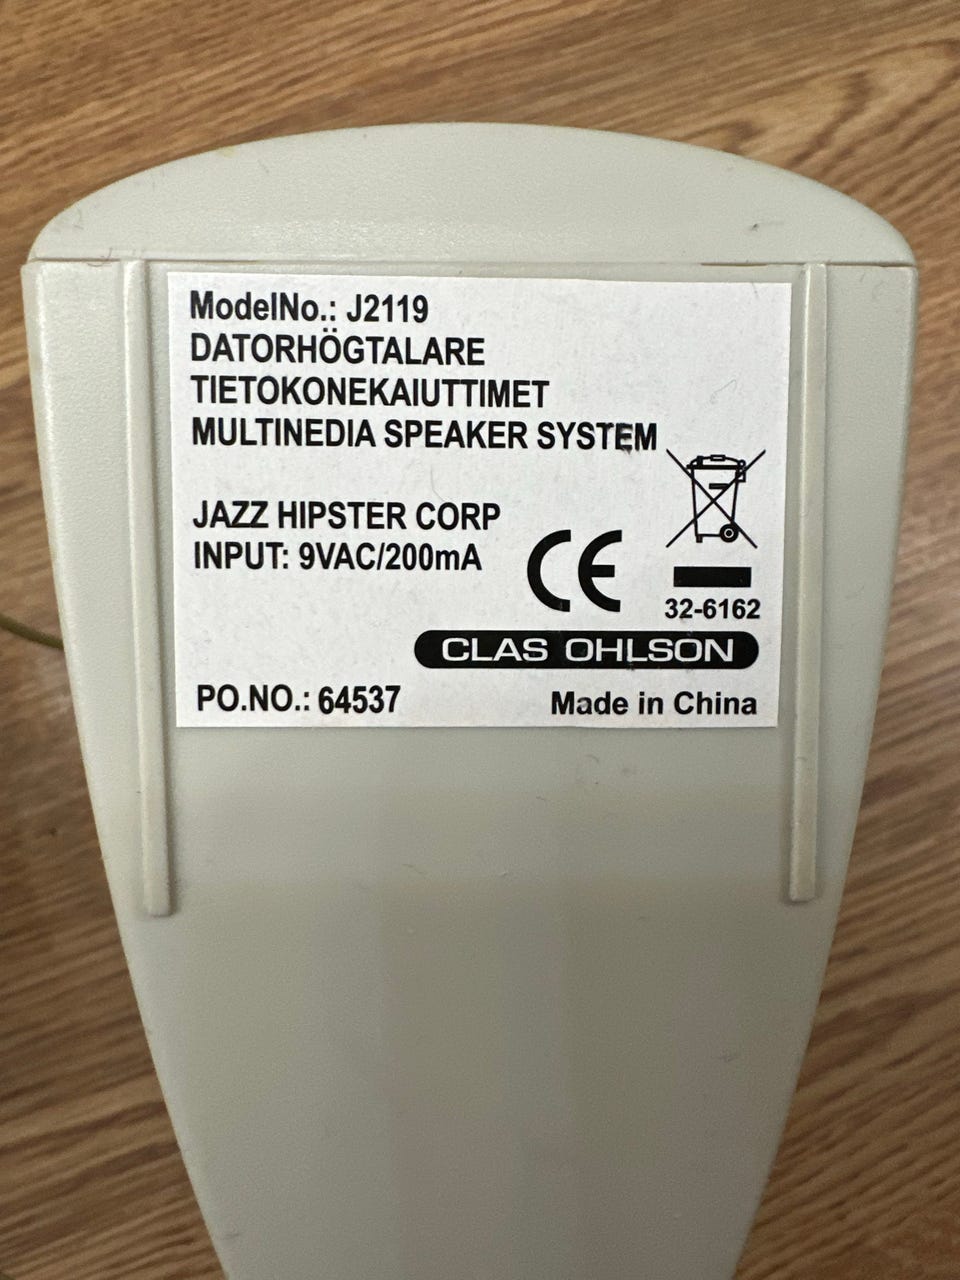 ModelNo.: J2119
DATORHÖGTALARE
TIETOKONEKAIUTTIMET
MULTINEDIA SPEAKER SYSTEM
JAZZ HIPSTER CORP
INPUT: 9VAC/200mA
CE
32-6162
CLAS OHLSON
PO.NO.: 64537
Made in China